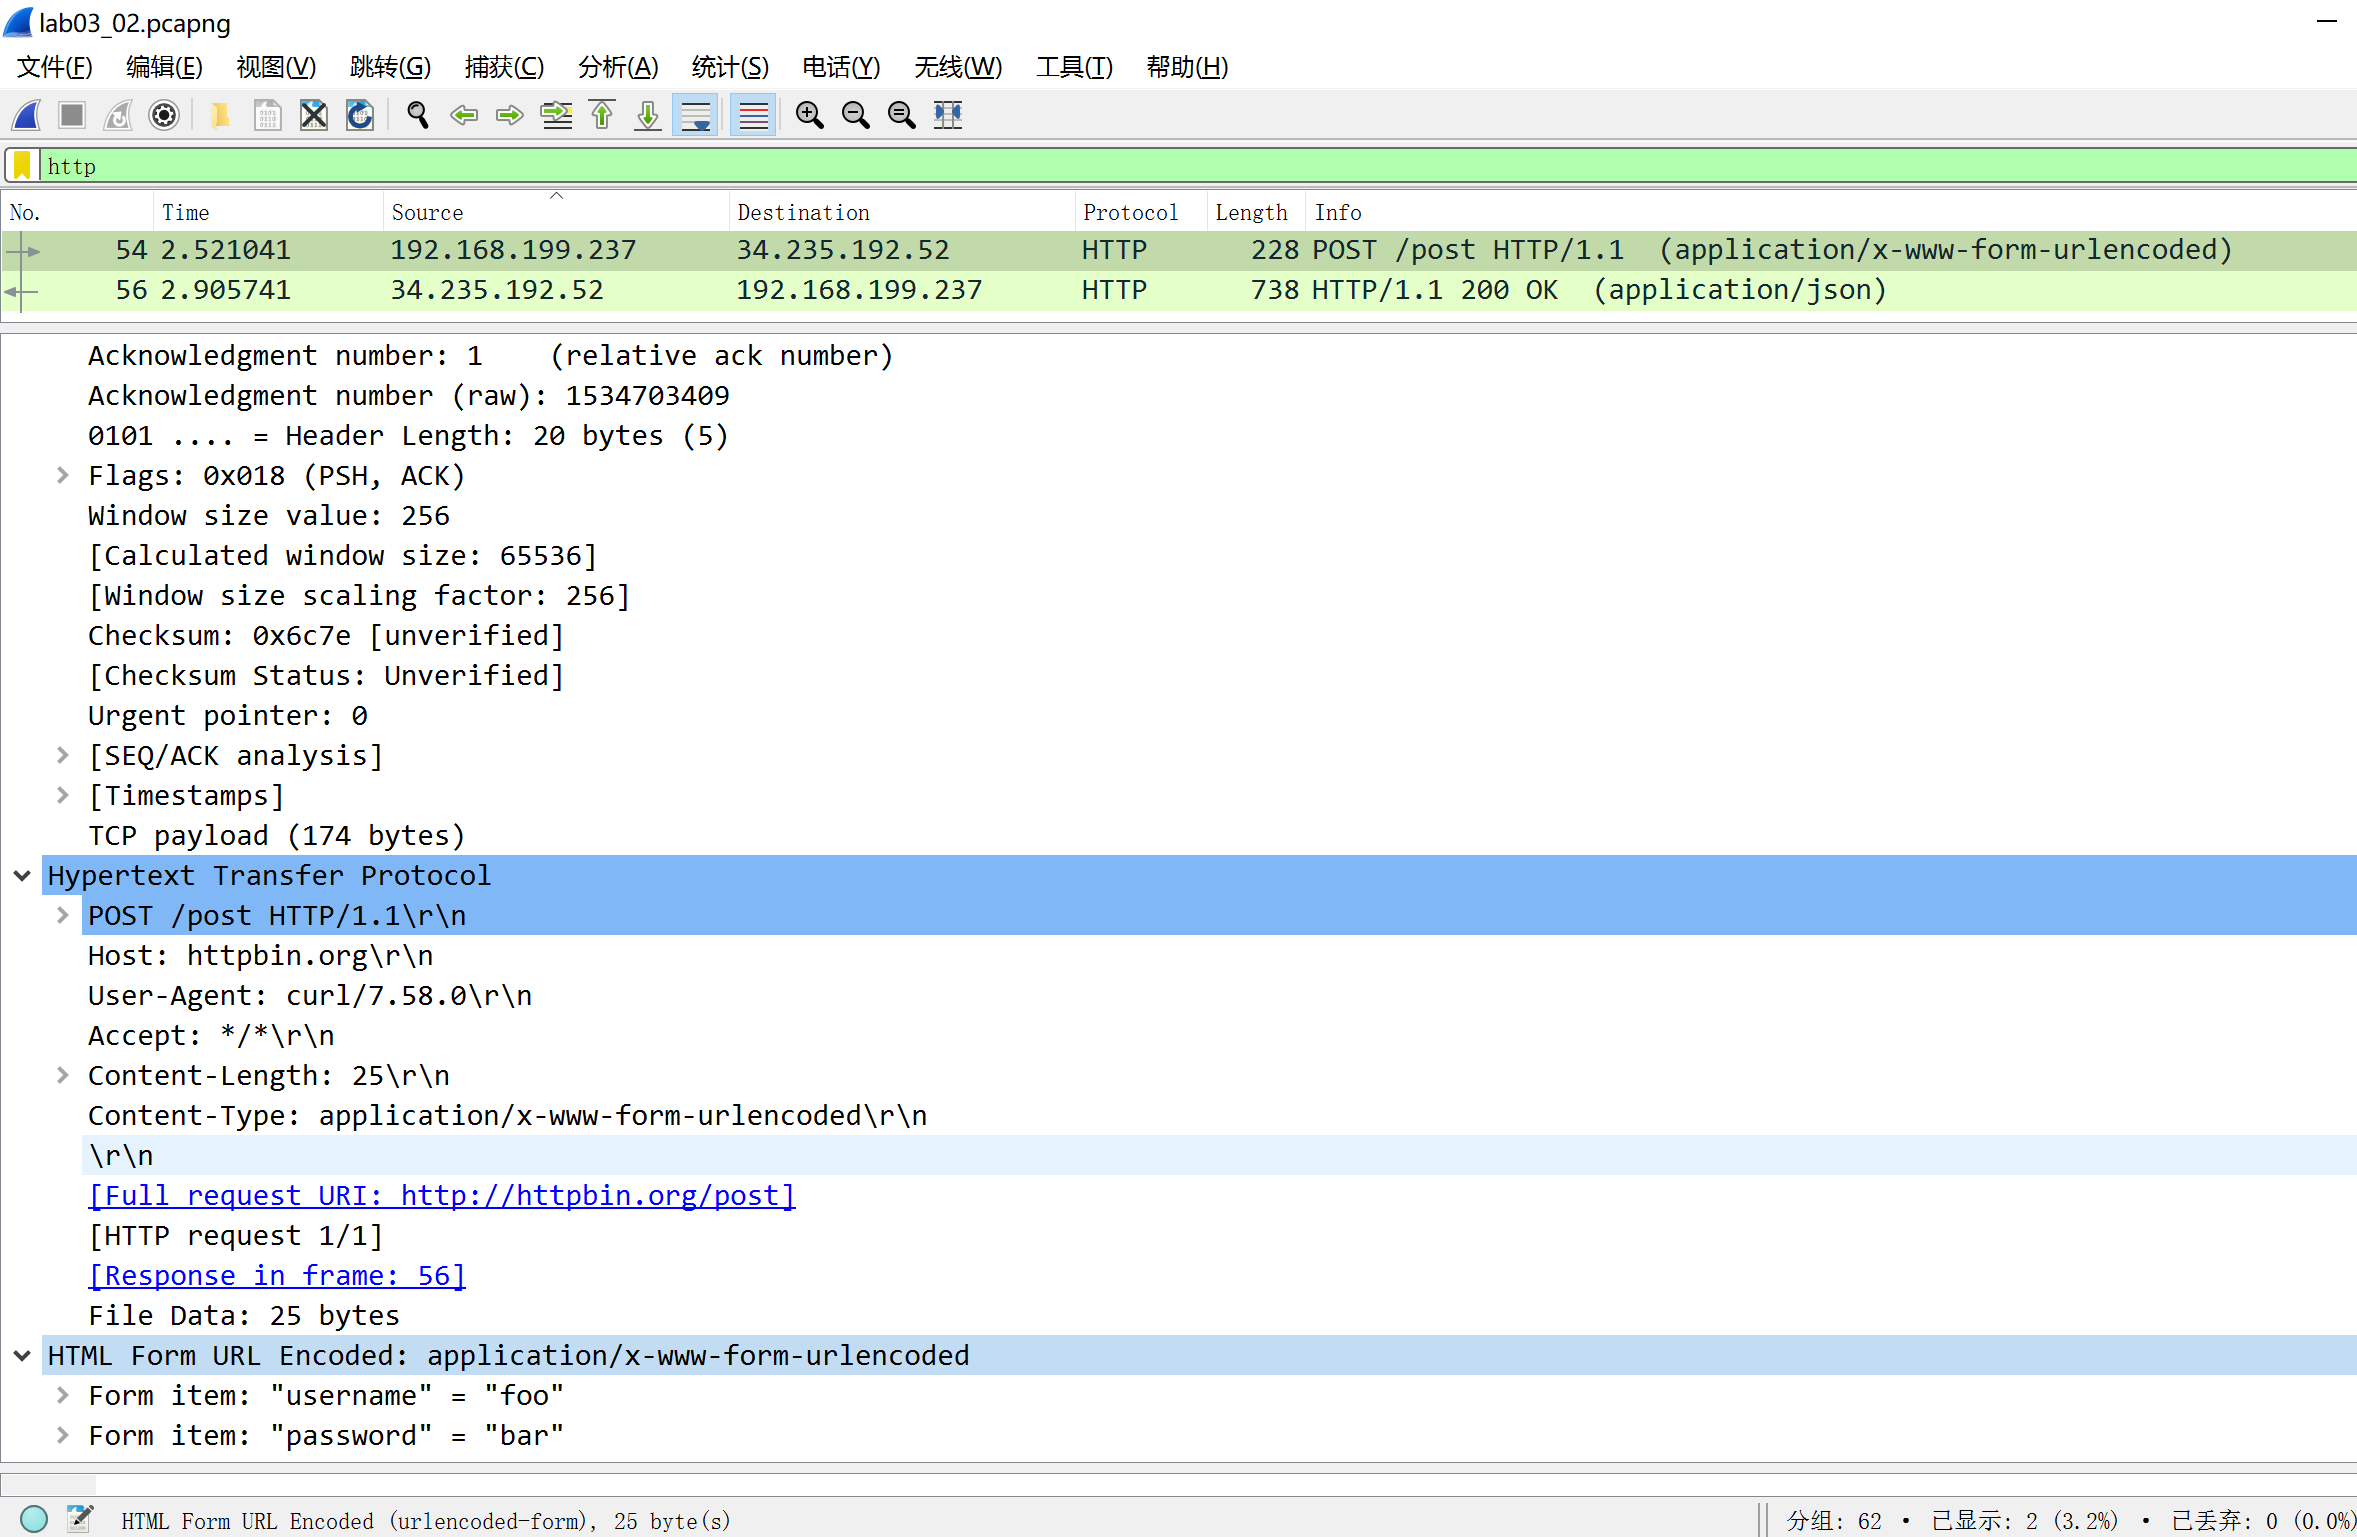 lab03_02.pcapng
文件(F) 编辑(E) 视图(V) 跳转(G) 捕获(C) 分析(A) 统计(S) 电话(Y) 无线(W) 工具(T) 帮助(H)
http
No. Time Source Destination Protocol Length Info
54 2.521041 192.168.199.237 34.235.192.52 HTTP 228 POST /post HTTP/1.1  (application/x-www-form-urlencoded)
56 2.905741 34.235.192.52 192.168.199.237 HTTP 738 HTTP/1.1 200 OK  (application/json)
Acknowledgment number: 1    (relative ack number)
Acknowledgment number (raw): 1534703409
0101 .... = Header Length: 20 bytes (5)
Flags: 0x018 (PSH, ACK)
Window size value: 256
[Calculated window size: 65536]
[Window size scaling factor: 256]
Checksum: 0x6c7e [unverified]
[Checksum Status: Unverified]
Urgent pointer: 0
[SEQ/ACK analysis]
[Timestamps]
TCP payload (174 bytes)
Hypertext Transfer Protocol
POST /post HTTP/1.1\r\n
Host: httpbin.org\r\n
User-Agent: curl/7.58.0\r\n
Accept: */*\r\n
Content-Length: 25\r\n
Content-Type: application/x-www-form-urlencoded\r\n
\r\n
[Full request URI: http://httpbin.org/post]
[HTTP request 1/1]
[Response in frame: 56]
File Data: 25 bytes
HTML Form URL Encoded: application/x-www-form-urlencoded
Form item: "username" = "foo"
Form item: "password" = "bar"
HTML Form URL Encoded (urlencoded-form), 25 byte(s) 分组: 62 · 已显示: 2 (3.2%) · 已丢弃: 0 (0.0%)